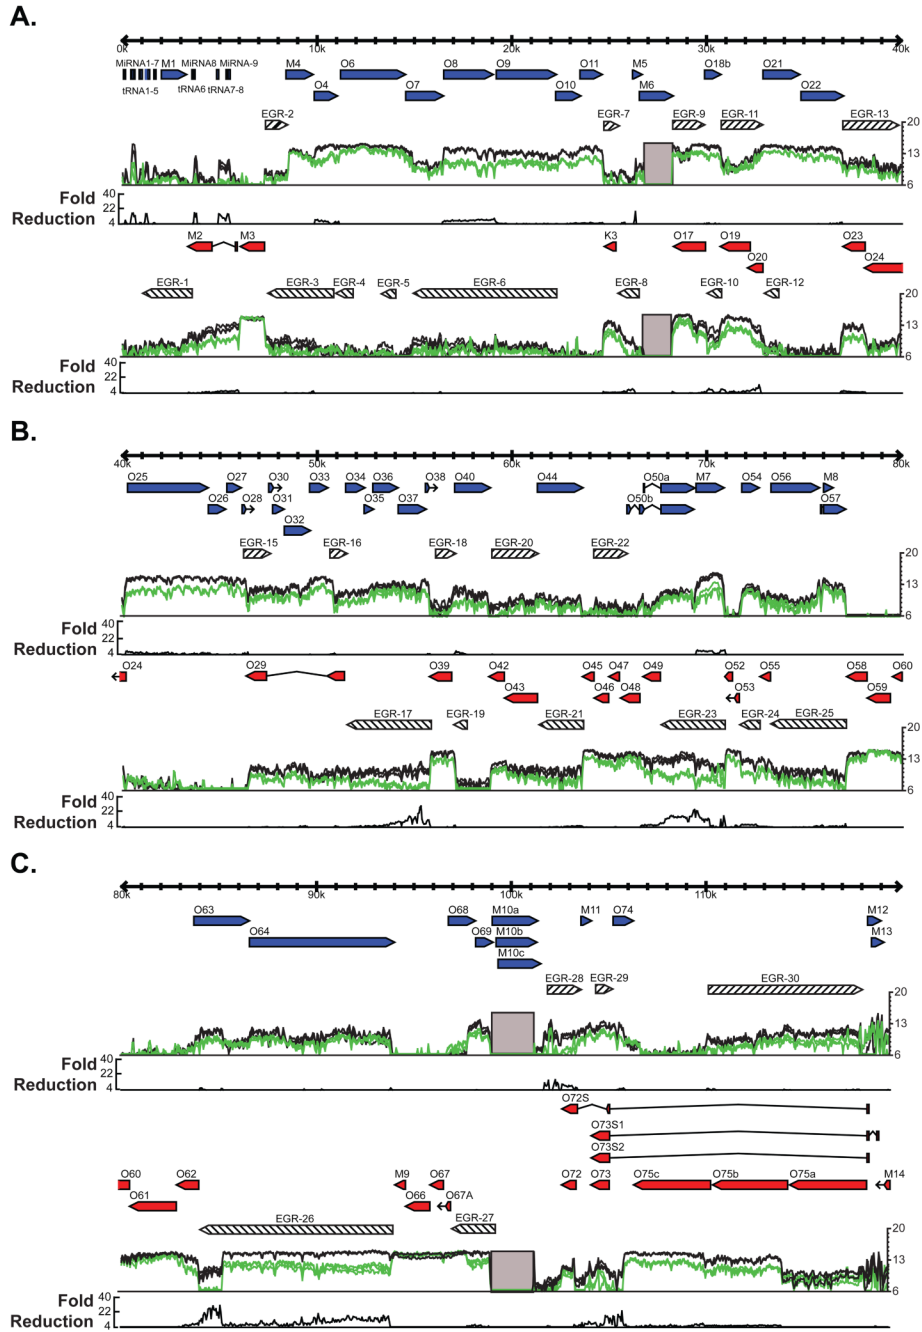 A.
0k 10k 20k 30k 40k
MiRNA1-7 M1 MiRNA8 MiRNA-9 M4 O6 O8 O9 O11 M5 O18b O21
tRNA1-5 tRNA6 tRNA7-8 O4 O7 O10 M6 O22
EGR-2 EGR-7 EGR-9 EGR-11 EGR-13
20
13
6
Fold
Reduction
40
22
4
M2 M3 K3 O17 O19 O23
O20 O24
EGR-1 EGR-3 EGR-4 EGR-5 EGR-6 EGR-8 EGR-10 EGR-12
20
13
6
Fold
Reduction
40
22
4
B.
40k 50k 60k 70k 80k
O25 O27 O30 O33 O34 O36 O38 O40 O44 O50a M7 O54 O56 M8
O26 O28 O31 O35 O37 O50b O57
O32
EGR-15 EGR-16 EGR-18 EGR-20 EGR-22
20
13
6
Fold
Reduction
40
22
4
O24 O29 O39 O42 O45 O47 O49 O52 O55 O58 O60
O43 O46 O48 O53 O59
EGR-17 EGR-19 EGR-21 EGR-23 EGR-24 EGR-25
20
13
6
Fold
Reduction
40
22
4
C.
80k 90k 100k 110k
O63 O68 M10a M11 O74 M12
O64 O69 M10b M13
M10c
EGR-28 EGR-29 EGR-30
20
13
6
Fold
Reduction
40
22
4
O72S
O73S1
O73S2
O60 O62 M9 O67 O72 O73 O75c O75b O75a M14
O61 O66 O67A
EGR-26 EGR-27
20
13
6
Fold
Reduction
40
22
4